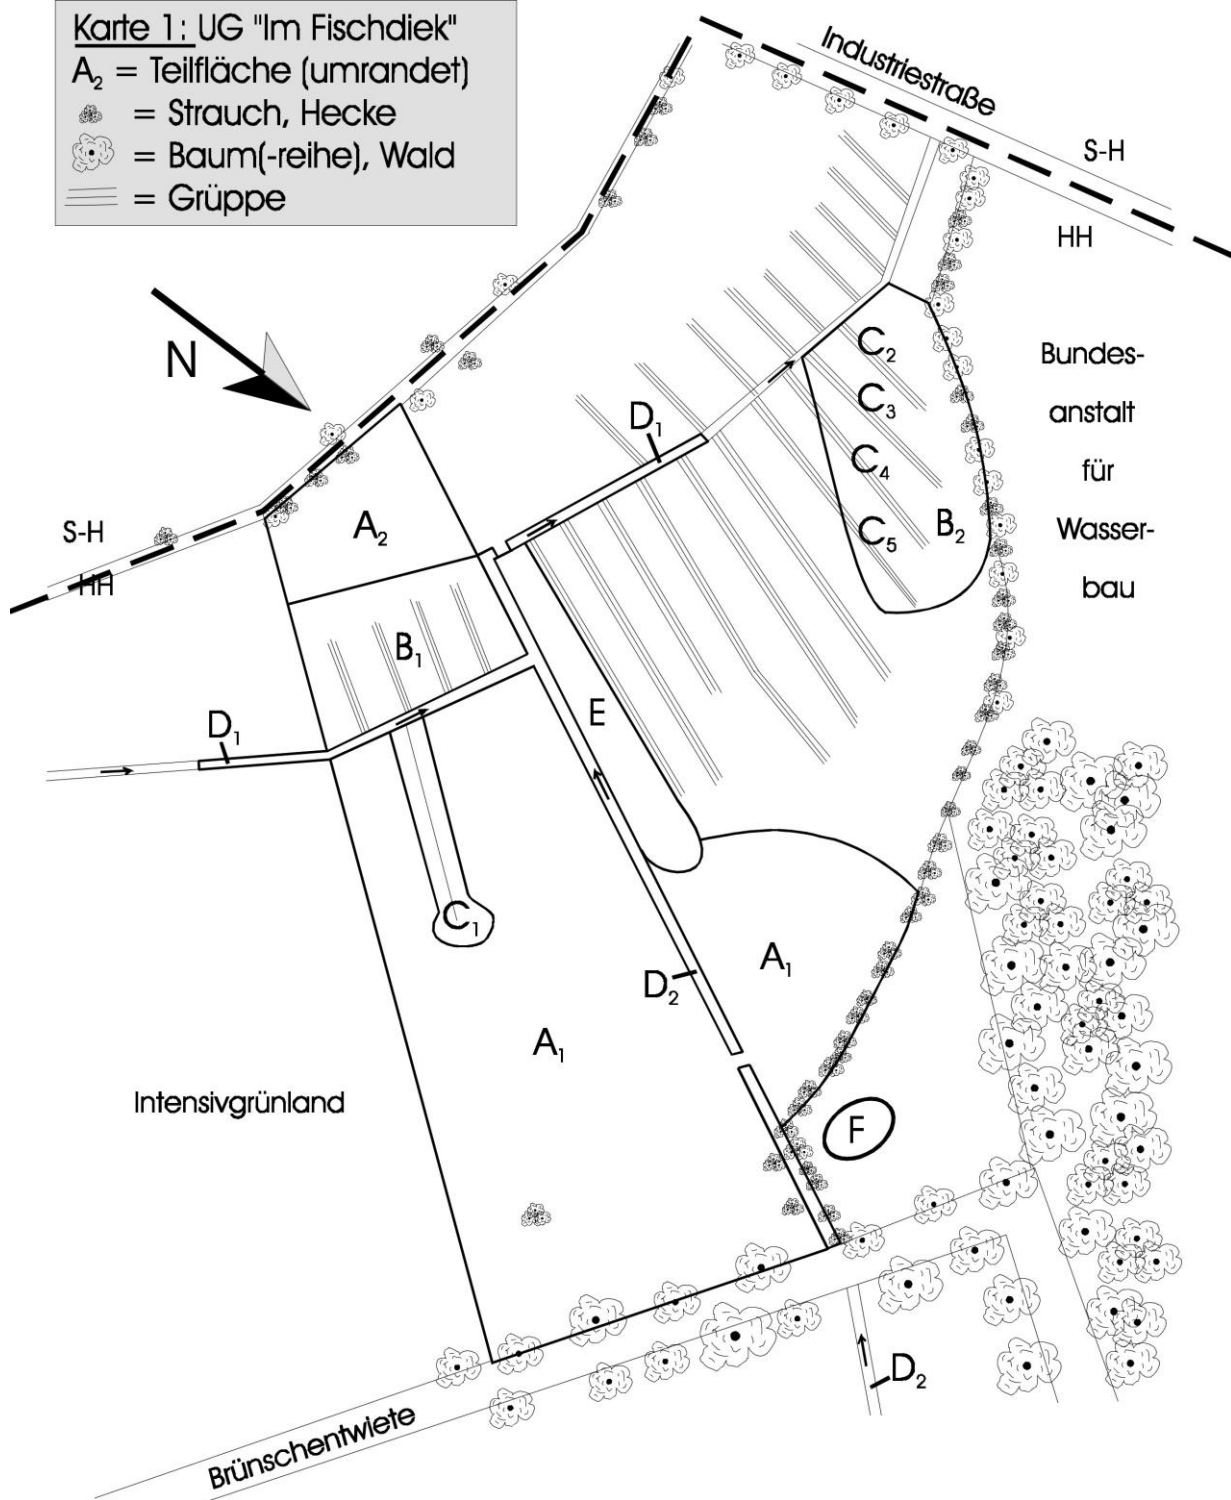 Karte 1: UG "Im Fischdiek"
A₂ = Teilfläche (umrandet)
= Strauch, Hecke
= Baum(-reihe), Wald
= Grüppe
Industriestraße
S-H
HH
N
Bundes-
anstalt
für
Wasser-
bau
C₂
C₃
C₄
C₅
B₂
D₁
A₂
S-H
HH
B₁
E
D₁
C₁
A₁
D₂
A₁
Intensivgrünland
F
D₂
Brünschentwiete